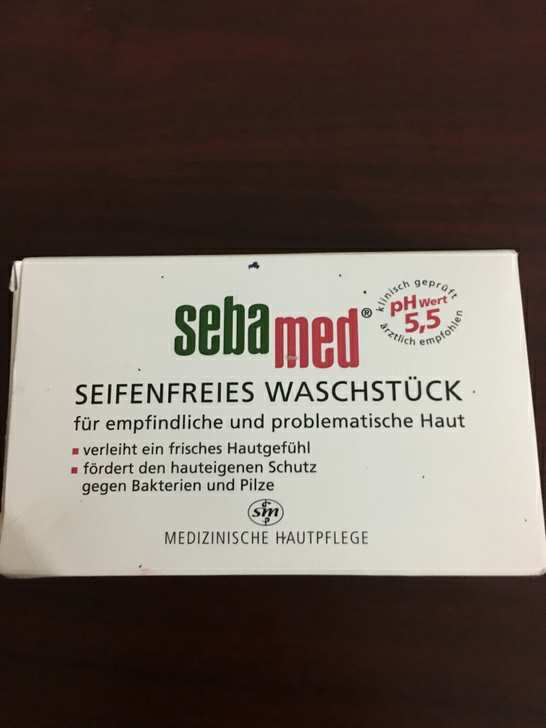 sebamed®
klinisch geprüft
pH Wert
5,5
ärztlich empfohlen
SEIFENFREIES WASCHSTÜCK
für empfindliche und problematische Haut
verleiht ein frisches Hautgefühl
fördert den hauteigenen Schutz
gegen Bakterien und Pilze
sm
MEDIZINISCHE HAUTPFLEGE